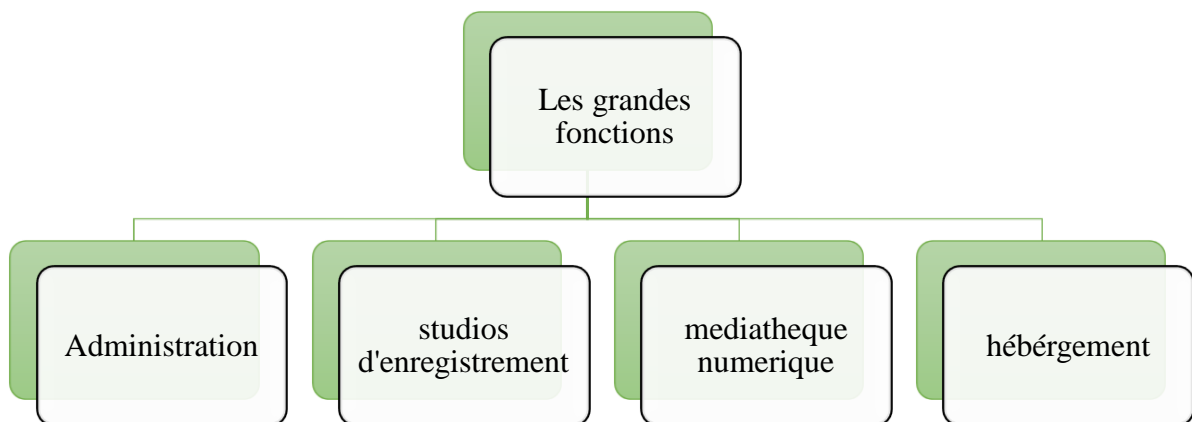 Les grandes
fonctions
Administration
studios
d'enregistrement
mediatheque
numerique
hébérgement